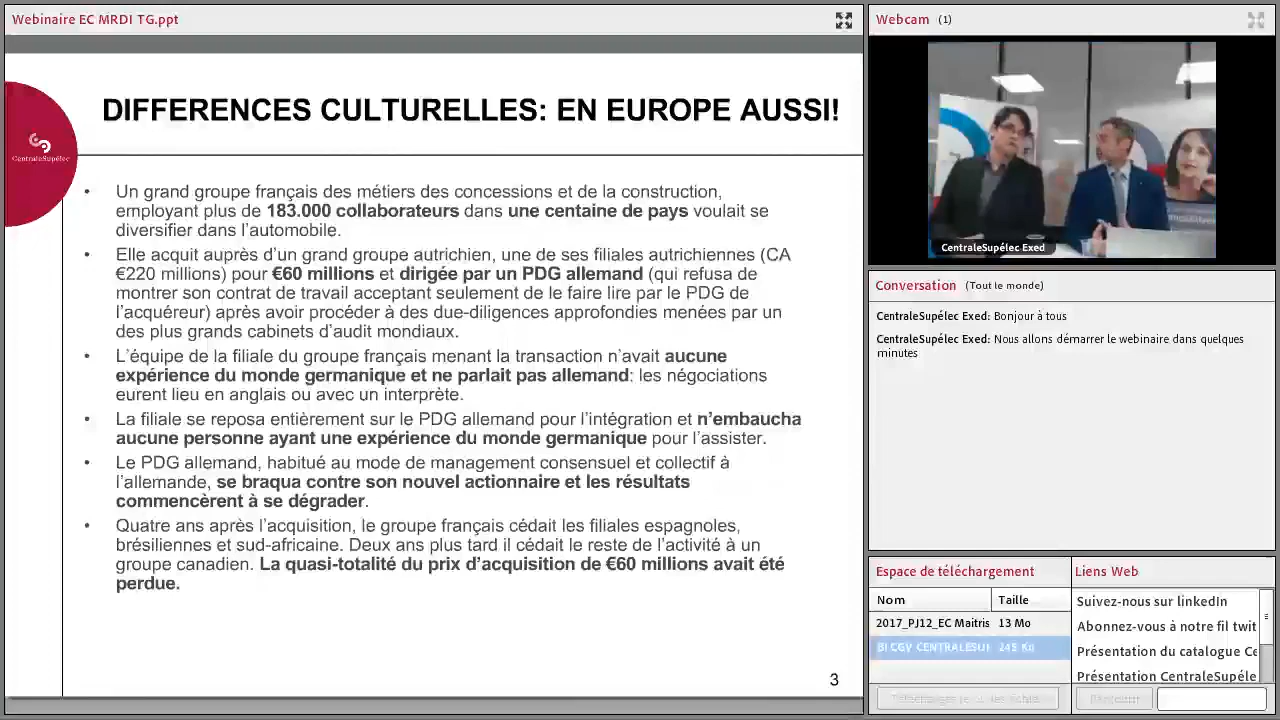 Webinaire EC MRDI TG.ppt
CentraleSupélec
DIFFERENCES CULTURELLES: EN EUROPE AUSSI!
• Un grand groupe français des métiers des concessions et de la construction,
employant plus de 183.000 collaborateurs dans une centaine de pays voulait se
diversifier dans l’automobile.
• Elle acquit auprès d’un grand groupe autrichien, une de ses filiales autrichiennes (CA
€220 millions) pour €60 millions et dirigée par un PDG allemand (qui refusa de
montrer son contrat de travail acceptant seulement de le faire lire par le PDG de
l’acquéreur) après avoir procéder à des due-diligences approfondies menées par un
des plus grands cabinets d’audit mondiaux.
• L’équipe de la filiale du groupe français menant la transaction n’avait aucune
expérience du monde germanique et ne parlait pas allemand: les négociations
eurent lieu en anglais ou avec un interprète.
• La filiale se reposa entièrement sur le PDG allemand pour l’intégration et n’embaucha
aucune personne ayant une expérience du monde germanique pour l’assister.
• Le PDG allemand, habitué au mode de management consensuel et collectif à
l’allemande, se braqua contre son nouvel actionnaire et les résultats
commencèrent à se dégrader.
• Quatre ans après l’acquisition, le groupe français cédait les filiales espagnoles,
brésiliennes et sud-africaine. Deux ans plus tard il cédait le reste de l’activité à un
groupe canadien. La quasi-totalité du prix d’acquisition de €60 millions avait été
perdue.
3
Webcam (1)
CentraleSupélec Exed
Conversation (Tout le monde)
CentraleSupélec Exed: Bonjour à tous
CentraleSupélec Exed: Nous allons démarrer le webinaire dans quelques
minutes
Espace de téléchargement
Nom Taille
2017_PJ12_EC Maitris 13 Mo
BI CGV CENTRALESUI 245 Ko
Liens Web
Suivez-nous sur linkedIn
Abonnez-vous à notre fil twit
Présentation du catalogue Ce
Présentation CentraleSupéle